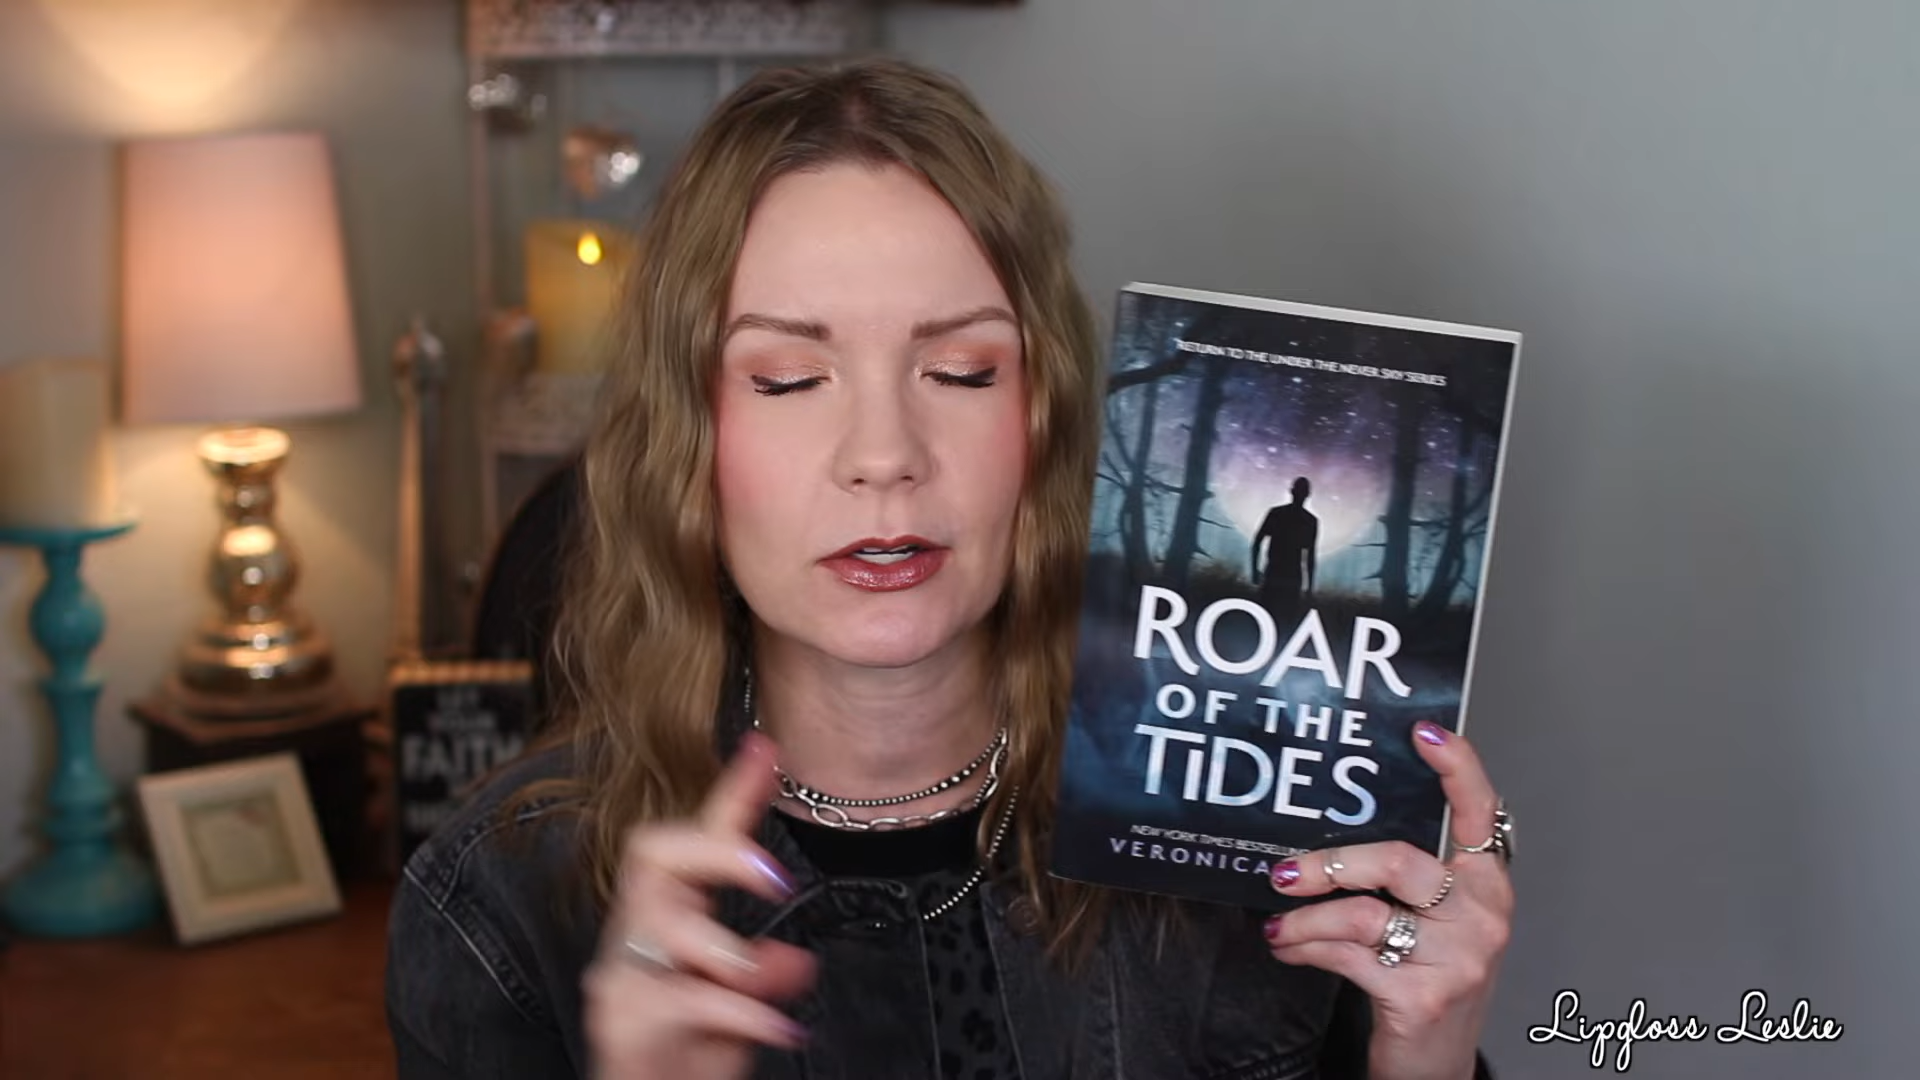 RETURN TO THE UNDER THE NEVER SKY SERIES
ROAR
OF THE
TIDES
NEW YORK TIMES BESTSELLING
VERONICA
FAITH
Lipgloss Leslie